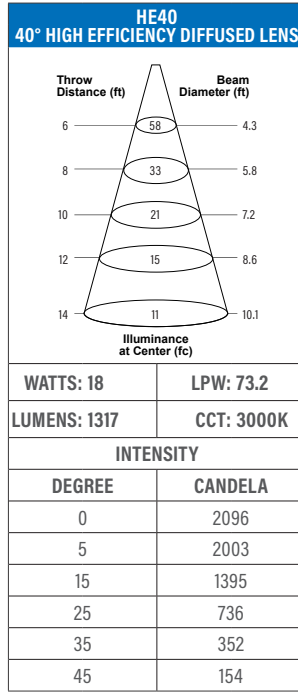 HE40
40° HIGH EFFICIENCY DIFFUSED LENS
Throw Distance (ft)
Beam Diameter (ft)
6 58 4.3
8 33 5.8
10 21 7.2
12 15 8.6
14 11 10.1
Illuminance
at Center (fc)
WATTS: 18 LPW: 73.2
LUMENS: 1317 CCT: 3000K
INTENSITY
DEGREE CANDELA
0 2096
5 2003
15 1395
25 736
35 352
45 154